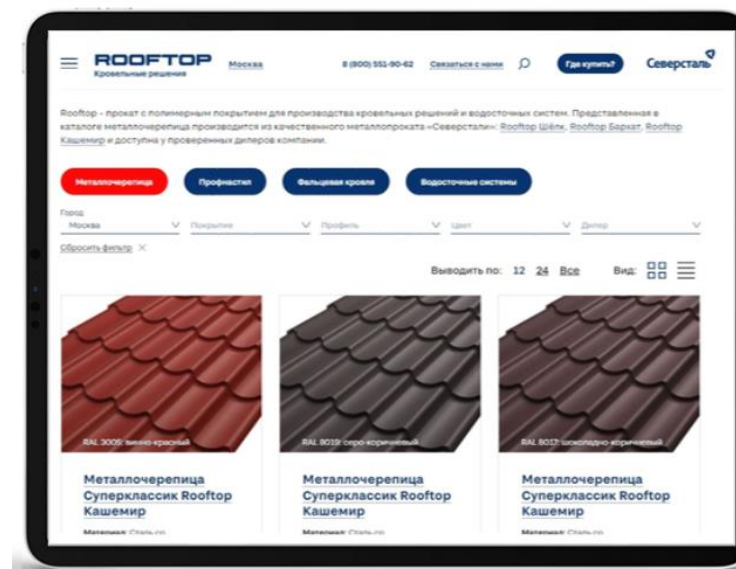 ROOFTOP
Кровельные решения
Москва
8 (800) 551-90-62
Связаться с нами
Где купить?
Северсталь
Rooftop - прокат с полимерным покрытием для производства кровельных решений и водосточных систем. Представленная в
каталоге металлочерепица производится из качественного металлопроката «Северстали»: Rooftop Шёлк, Rooftop Бархат, Rooftop
Кашемир и доступна у проверенных дилеров компании.
Металлочерепица
Профнастил
Фальцевая кровля
Водосточные системы
Город
Москва
Покрытие
Профиль
Цвет
Дилер
Сбросить фильтр
Выводить по: 12 24 Все
Вид:
RAL 3005: винно-красный
RAL 8019: серо-коричневый
RAL 8017: шоколадно-коричневый
Металлочерепица
Суперклассик Rooftop
Кашемир
Металлочерепица
Суперклассик Rooftop
Кашемир
Металлочерепица
Суперклассик Rooftop
Кашемир